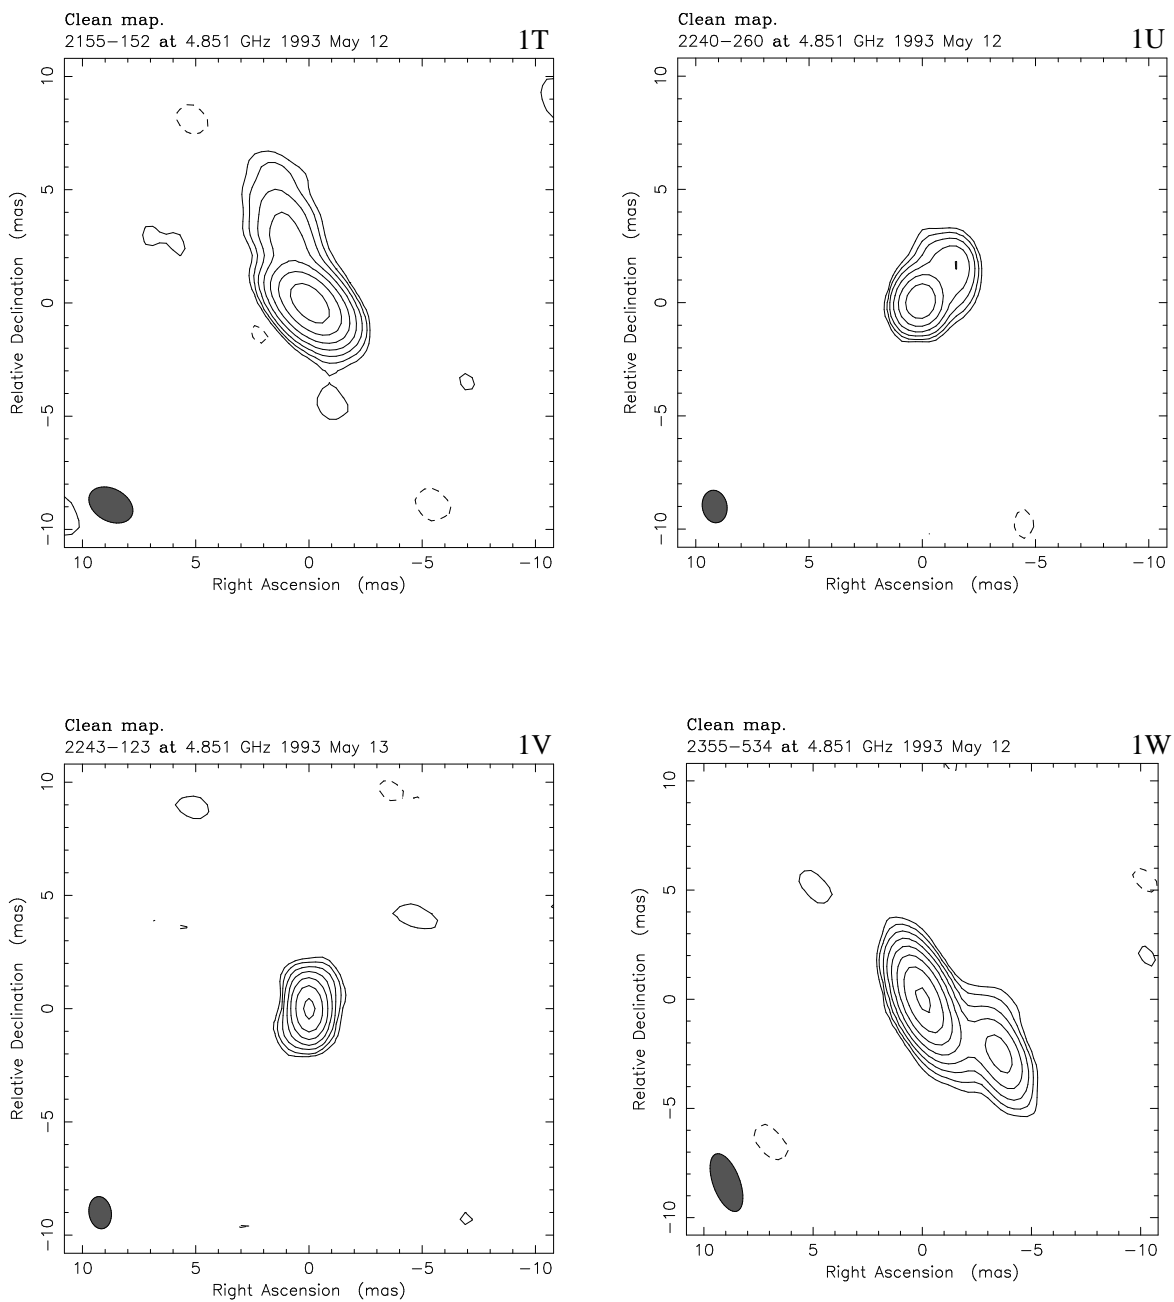 Clean map.
2155−152 at 4.851 GHz 1993 May 12 1T
10
5
0
−5
−10
Relative Declination (mas)
10 5 0 −5 −10
Right Ascension (mas)
Clean map.
2240−260 at 4.851 GHz 1993 May 12 1U
10
5
0
−5
−10
Relative Declination (mas)
10 5 0 −5 −10
Right Ascension (mas)
Clean map.
2243−123 at 4.851 GHz 1993 May 13 1V
10
5
0
−5
−10
Relative Declination (mas)
10 5 0 −5 −10
Right Ascension (mas)
Clean map.
2355−534 at 4.851 GHz 1993 May 12 1W
10
5
0
−5
−10
Relative Declination (mas)
10 5 0 −5 −10
Right Ascension (mas)